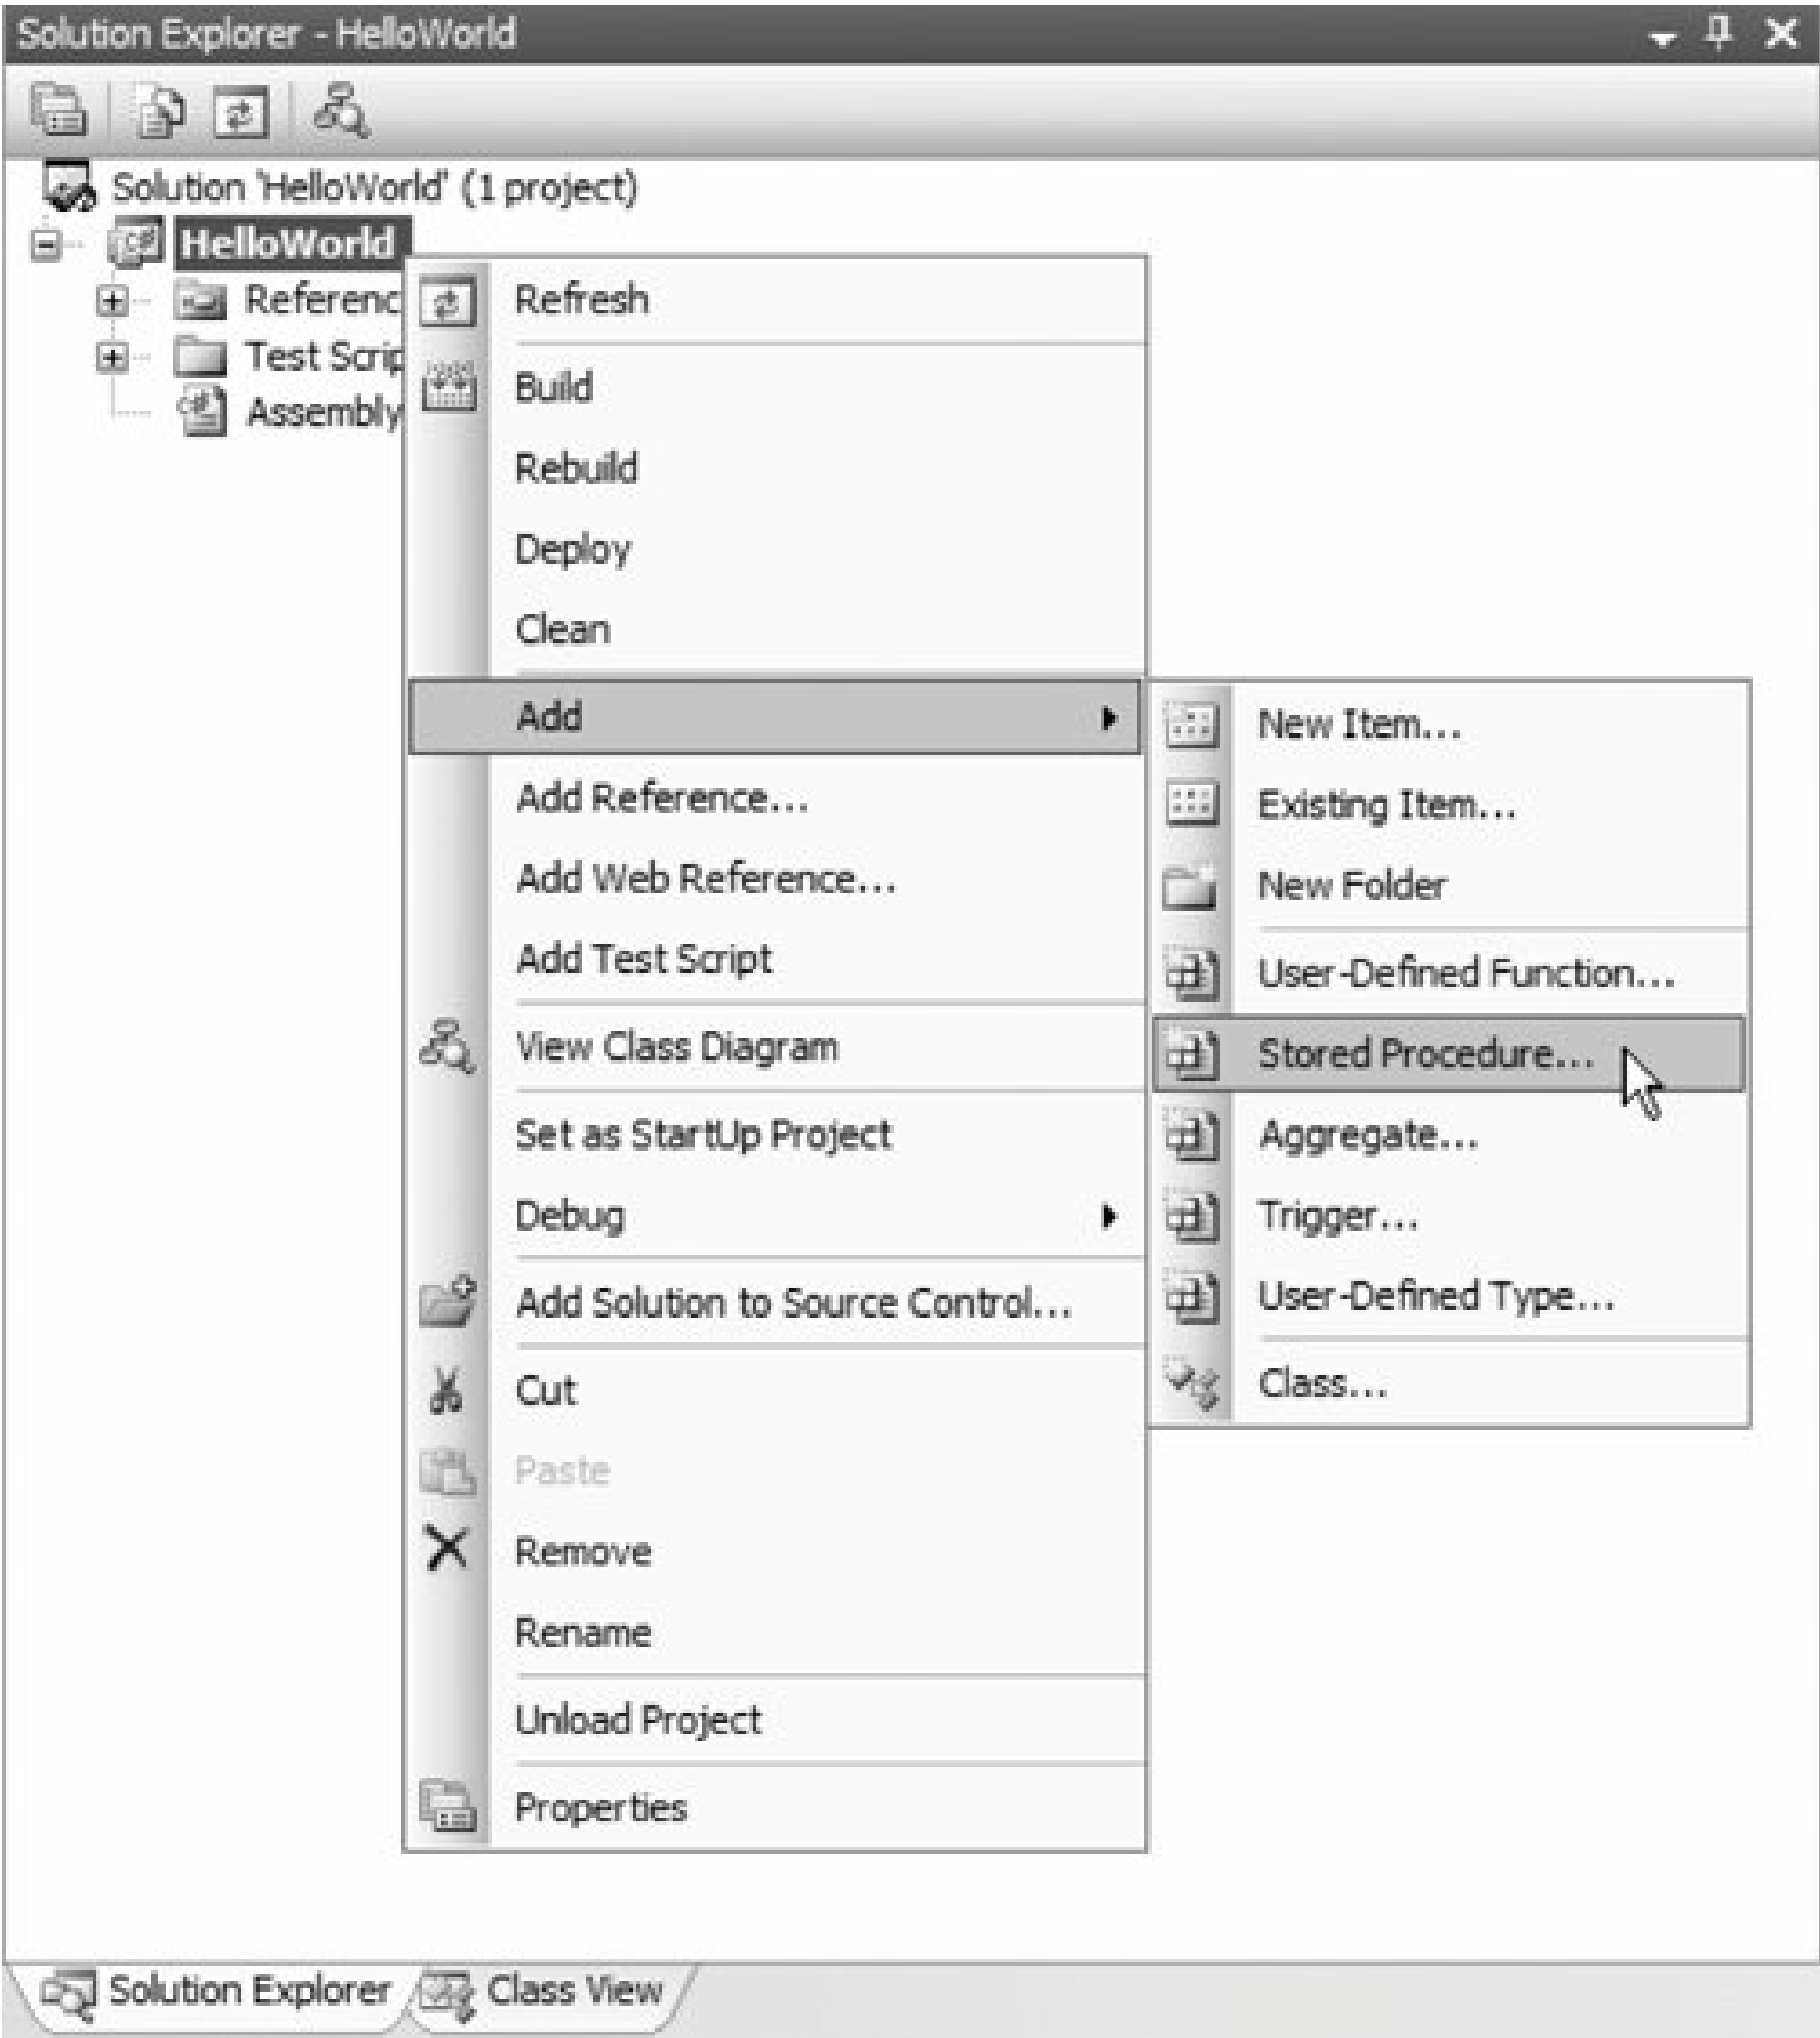 Solution Explorer - HelloWorld
Solution 'HelloWorld' (1 project)
HelloWorld
Referenc
Test Scrip
Assembly
Refresh
Build
Rebuild
Deploy
Clean
Add
Add Reference...
Add Web Reference...
Add Test Script
View Class Diagram
Set as StartUp Project
Debug
Add Solution to Source Control...
Cut
Paste
Remove
Rename
Unload Project
Properties
New Item...
Existing Item...
New Folder
User-Defined Function...
Stored Procedure...
Aggregate...
Trigger...
User-Defined Type...
Class...
Solution Explorer
Class View